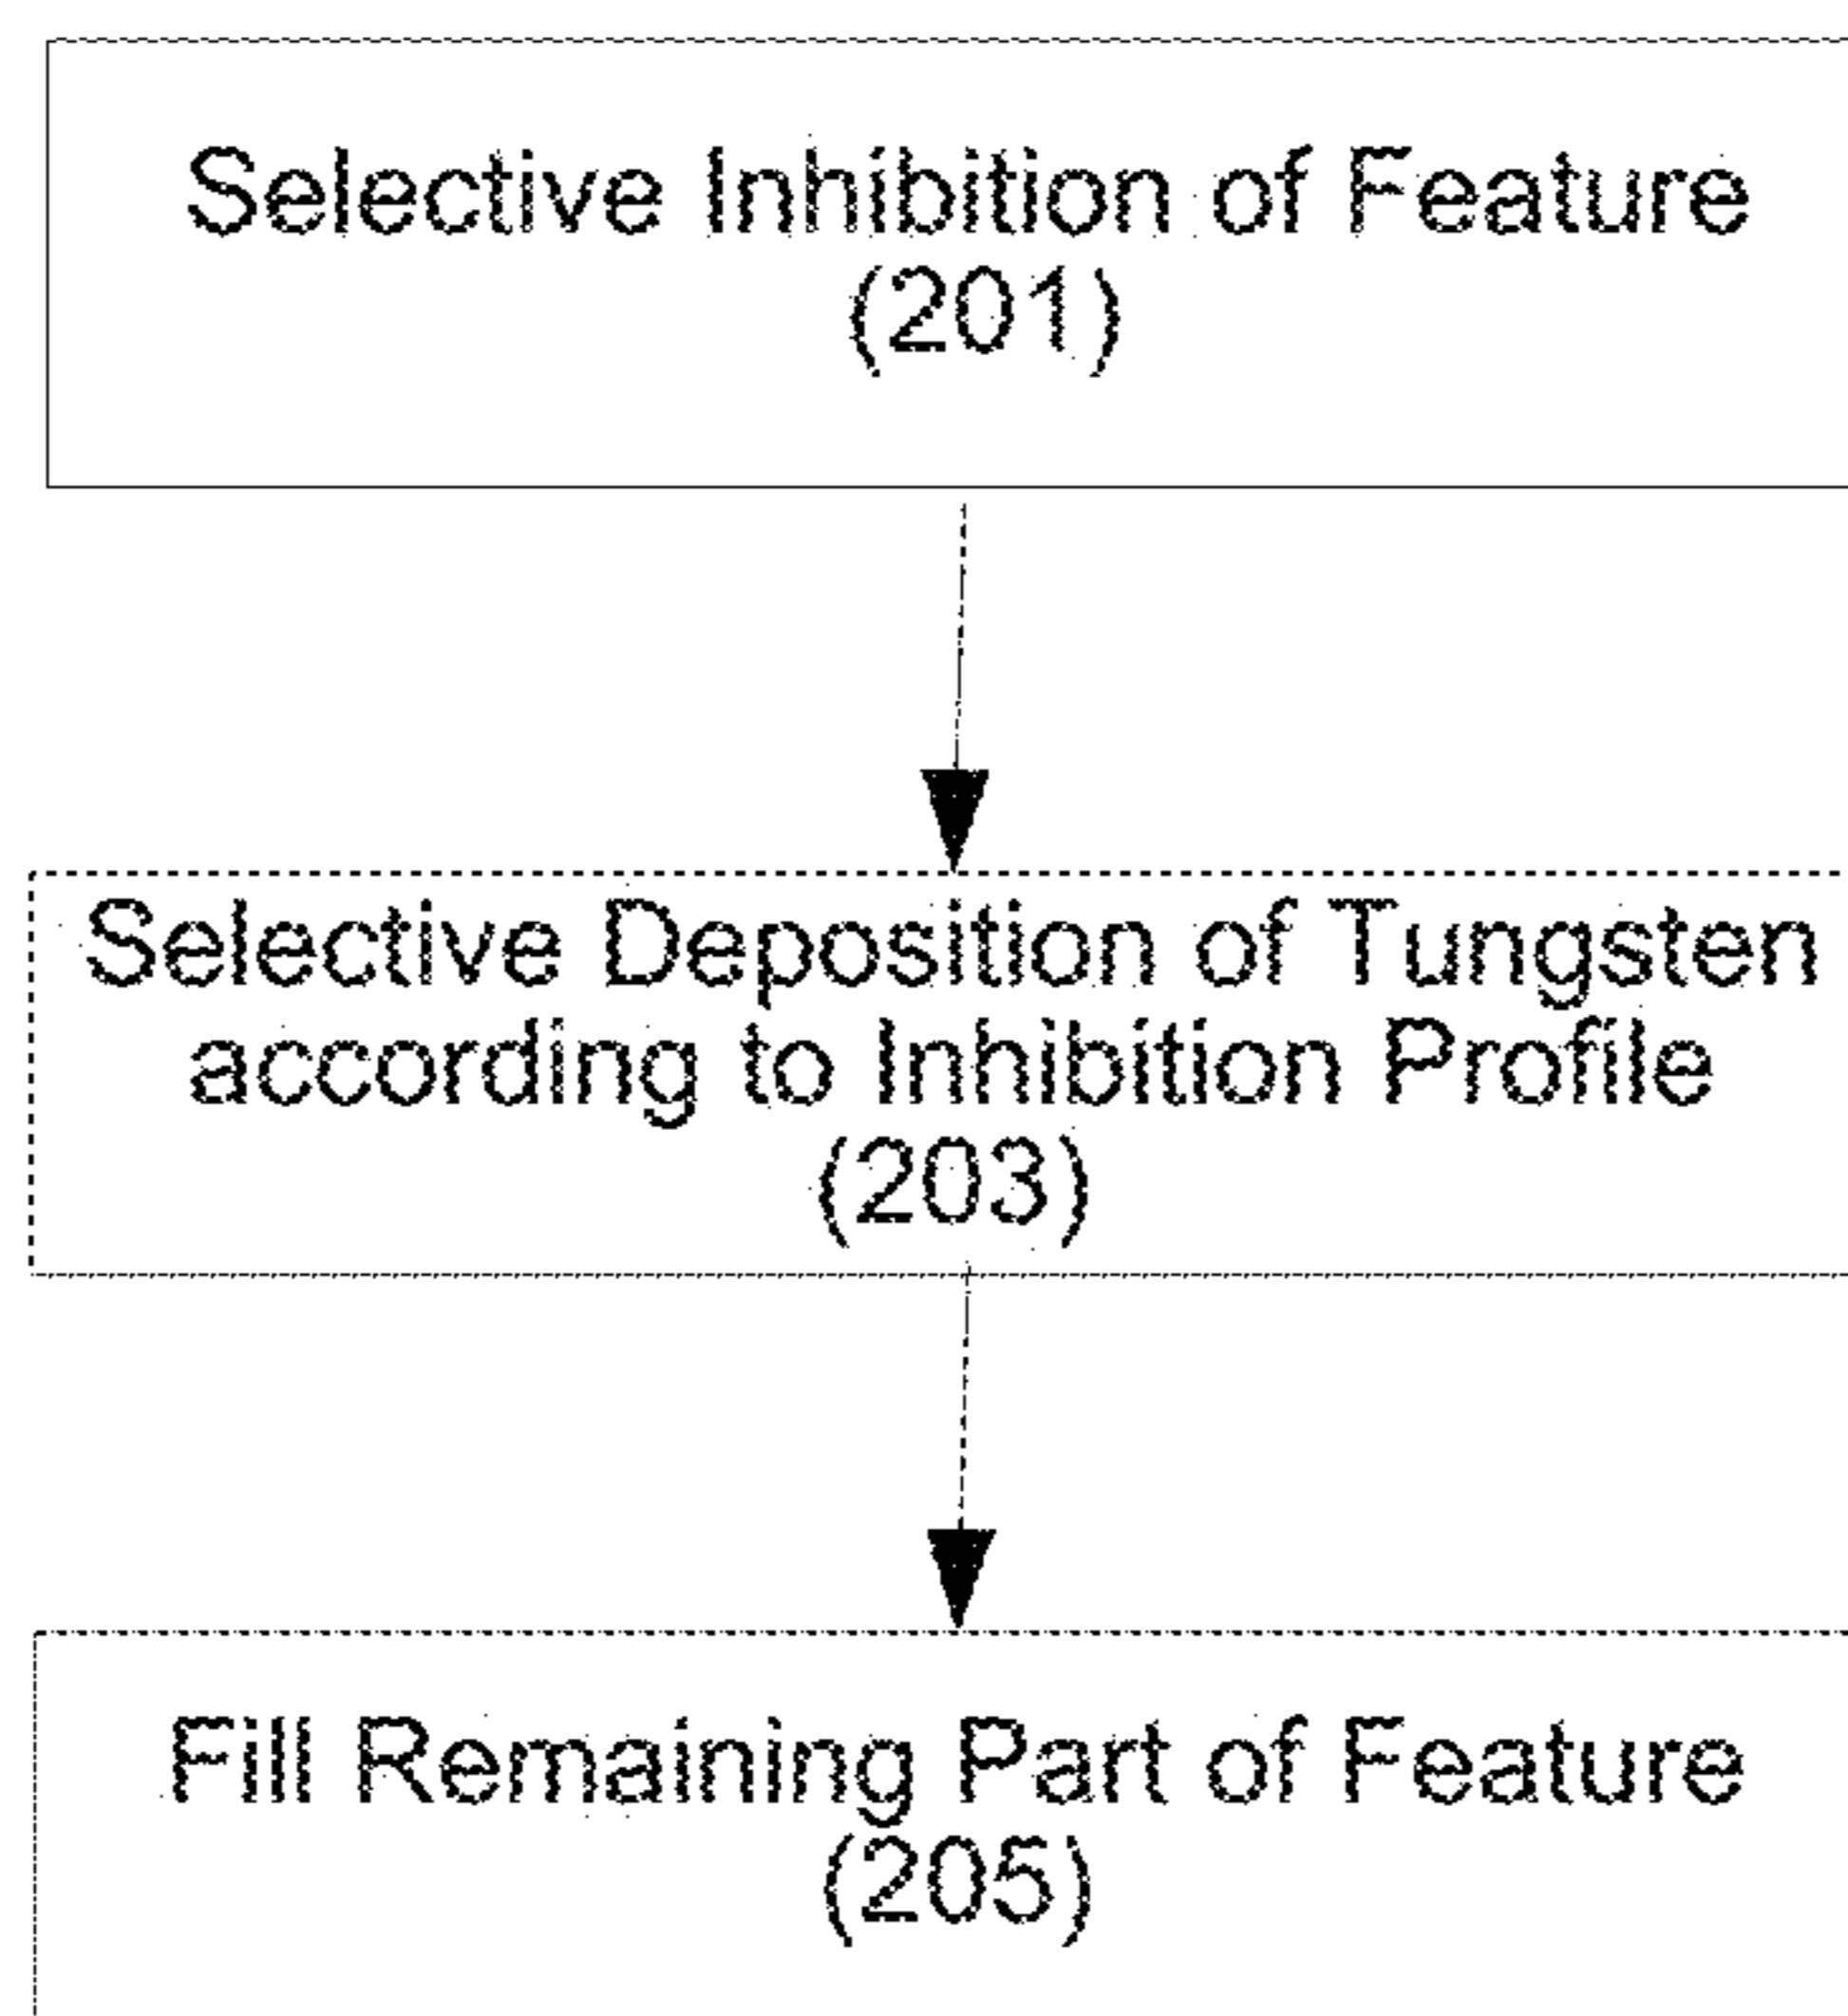 Selective Inhibition of Feature
(201)
Selective Deposition of Tungsten
according to Inhibition Profile
(203)
Fill Remaining Part of Feature
(205)